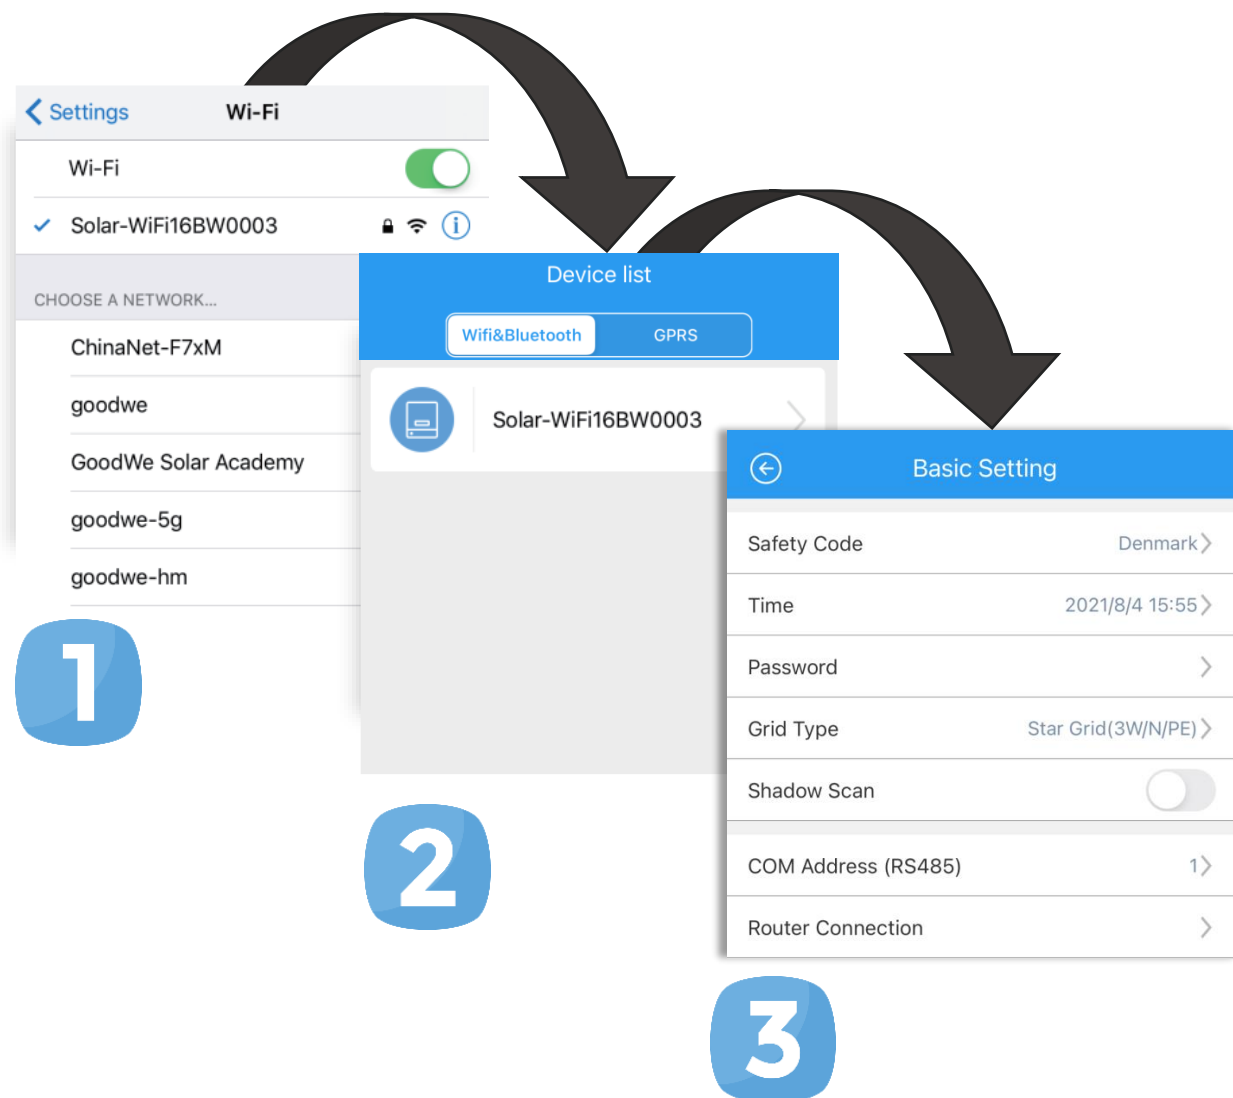 Settings
Wi-Fi
Wi-Fi
Solar-WiFi16BW0003
CHOOSE A NETWORK...
ChinaNet-F7xM
goodwe
GoodWe Solar Academy
goodwe-5g
goodwe-hm
1
Device list
Wifi&Bluetooth
GPRS
Solar-WiFi16BW0003
2
Basic Setting
Safety Code Denmark
Time 2021/8/4 15:55
Password
Grid Type Star Grid(3W/N/PE)
Shadow Scan
COM Address (RS485) 1
Router Connection
3